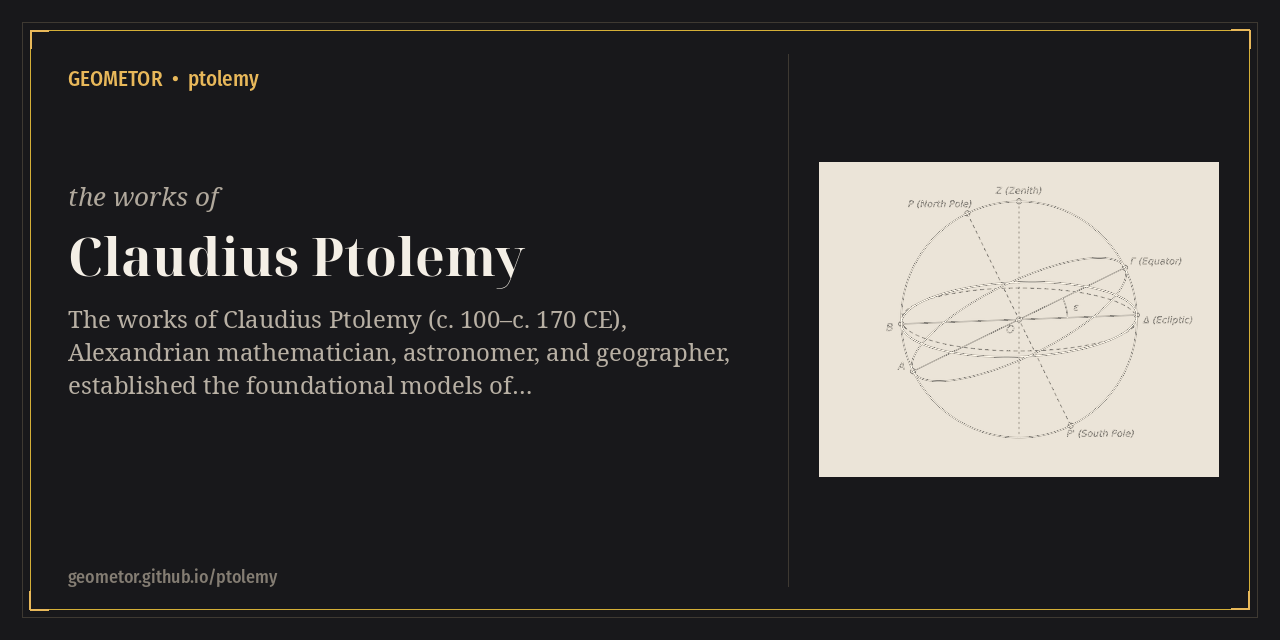 GEOMETOR • ptolemy
the works of
Claudius Ptolemy
The works of Claudius Ptolemy (c. 100–c. 170 CE),
Alexandrian mathematician, astronomer, and geographer,
established the foundational models of...
geometor.github.io/ptolemy
Z (Zenith)
P (North Pole)
Γ (Equator)
ε
B
Δ (Ecliptic)
O
A
P' (South Pole)